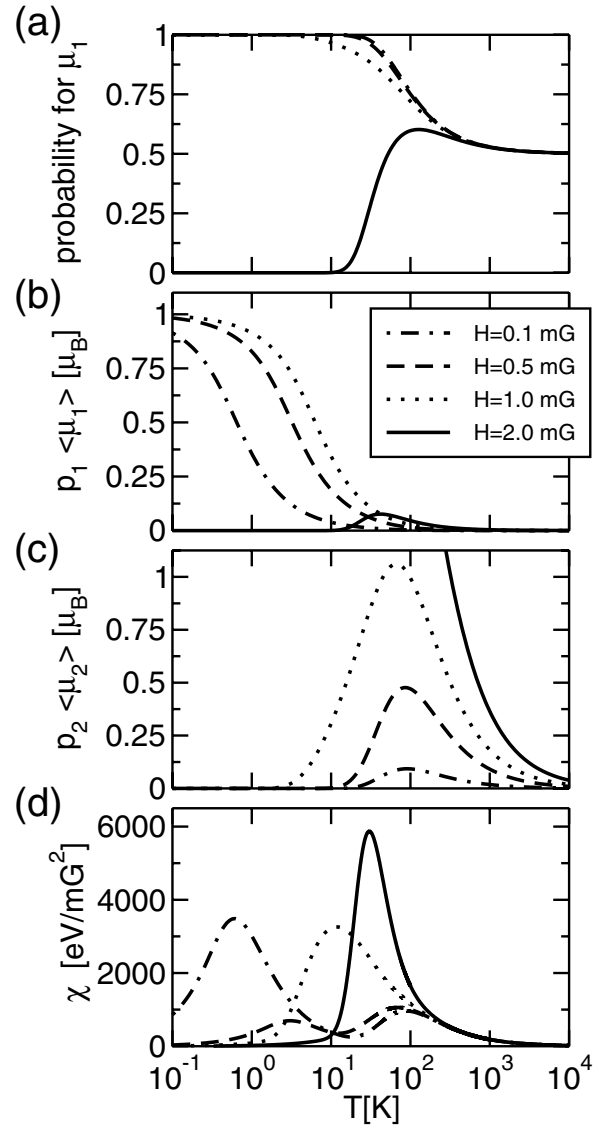 (a)
probability for μ₁
1
0.75
0.5
0.25
0
(b)
p₁ <μ₁> [μ_B]
1
0.75
0.5
0.25
0
H=0.1 mG
H=0.5 mG
H=1.0 mG
H=2.0 mG
(c)
p₂ <μ₂> [μ_B]
1
0.75
0.5
0.25
0
(d)
χ [eV/mG²]
6000
4000
2000
0
10⁻¹ 10⁰ 10¹ 10² 10³ 10⁴
T[K]